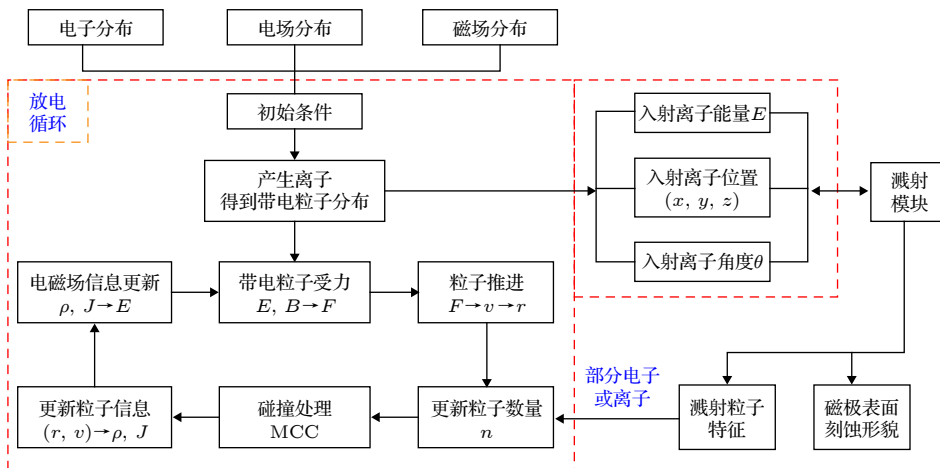 电子分布
电场分布
磁场分布
放电
循环
初始条件
产生离子
得到带电粒子分布
入射离子能量E
入射离子位置
(x, y, z)
入射离子角度θ
溅射
模块
电磁场信息更新
ρ, J→E
带电粒子受力
E, B→F
粒子推进
F→v→r
更新粒子信息
(r, v)→ρ, J
碰撞处理
MCC
更新粒子数量
n
部分电子
或离子
溅射粒子
特征
磁极表面
刻蚀形貌